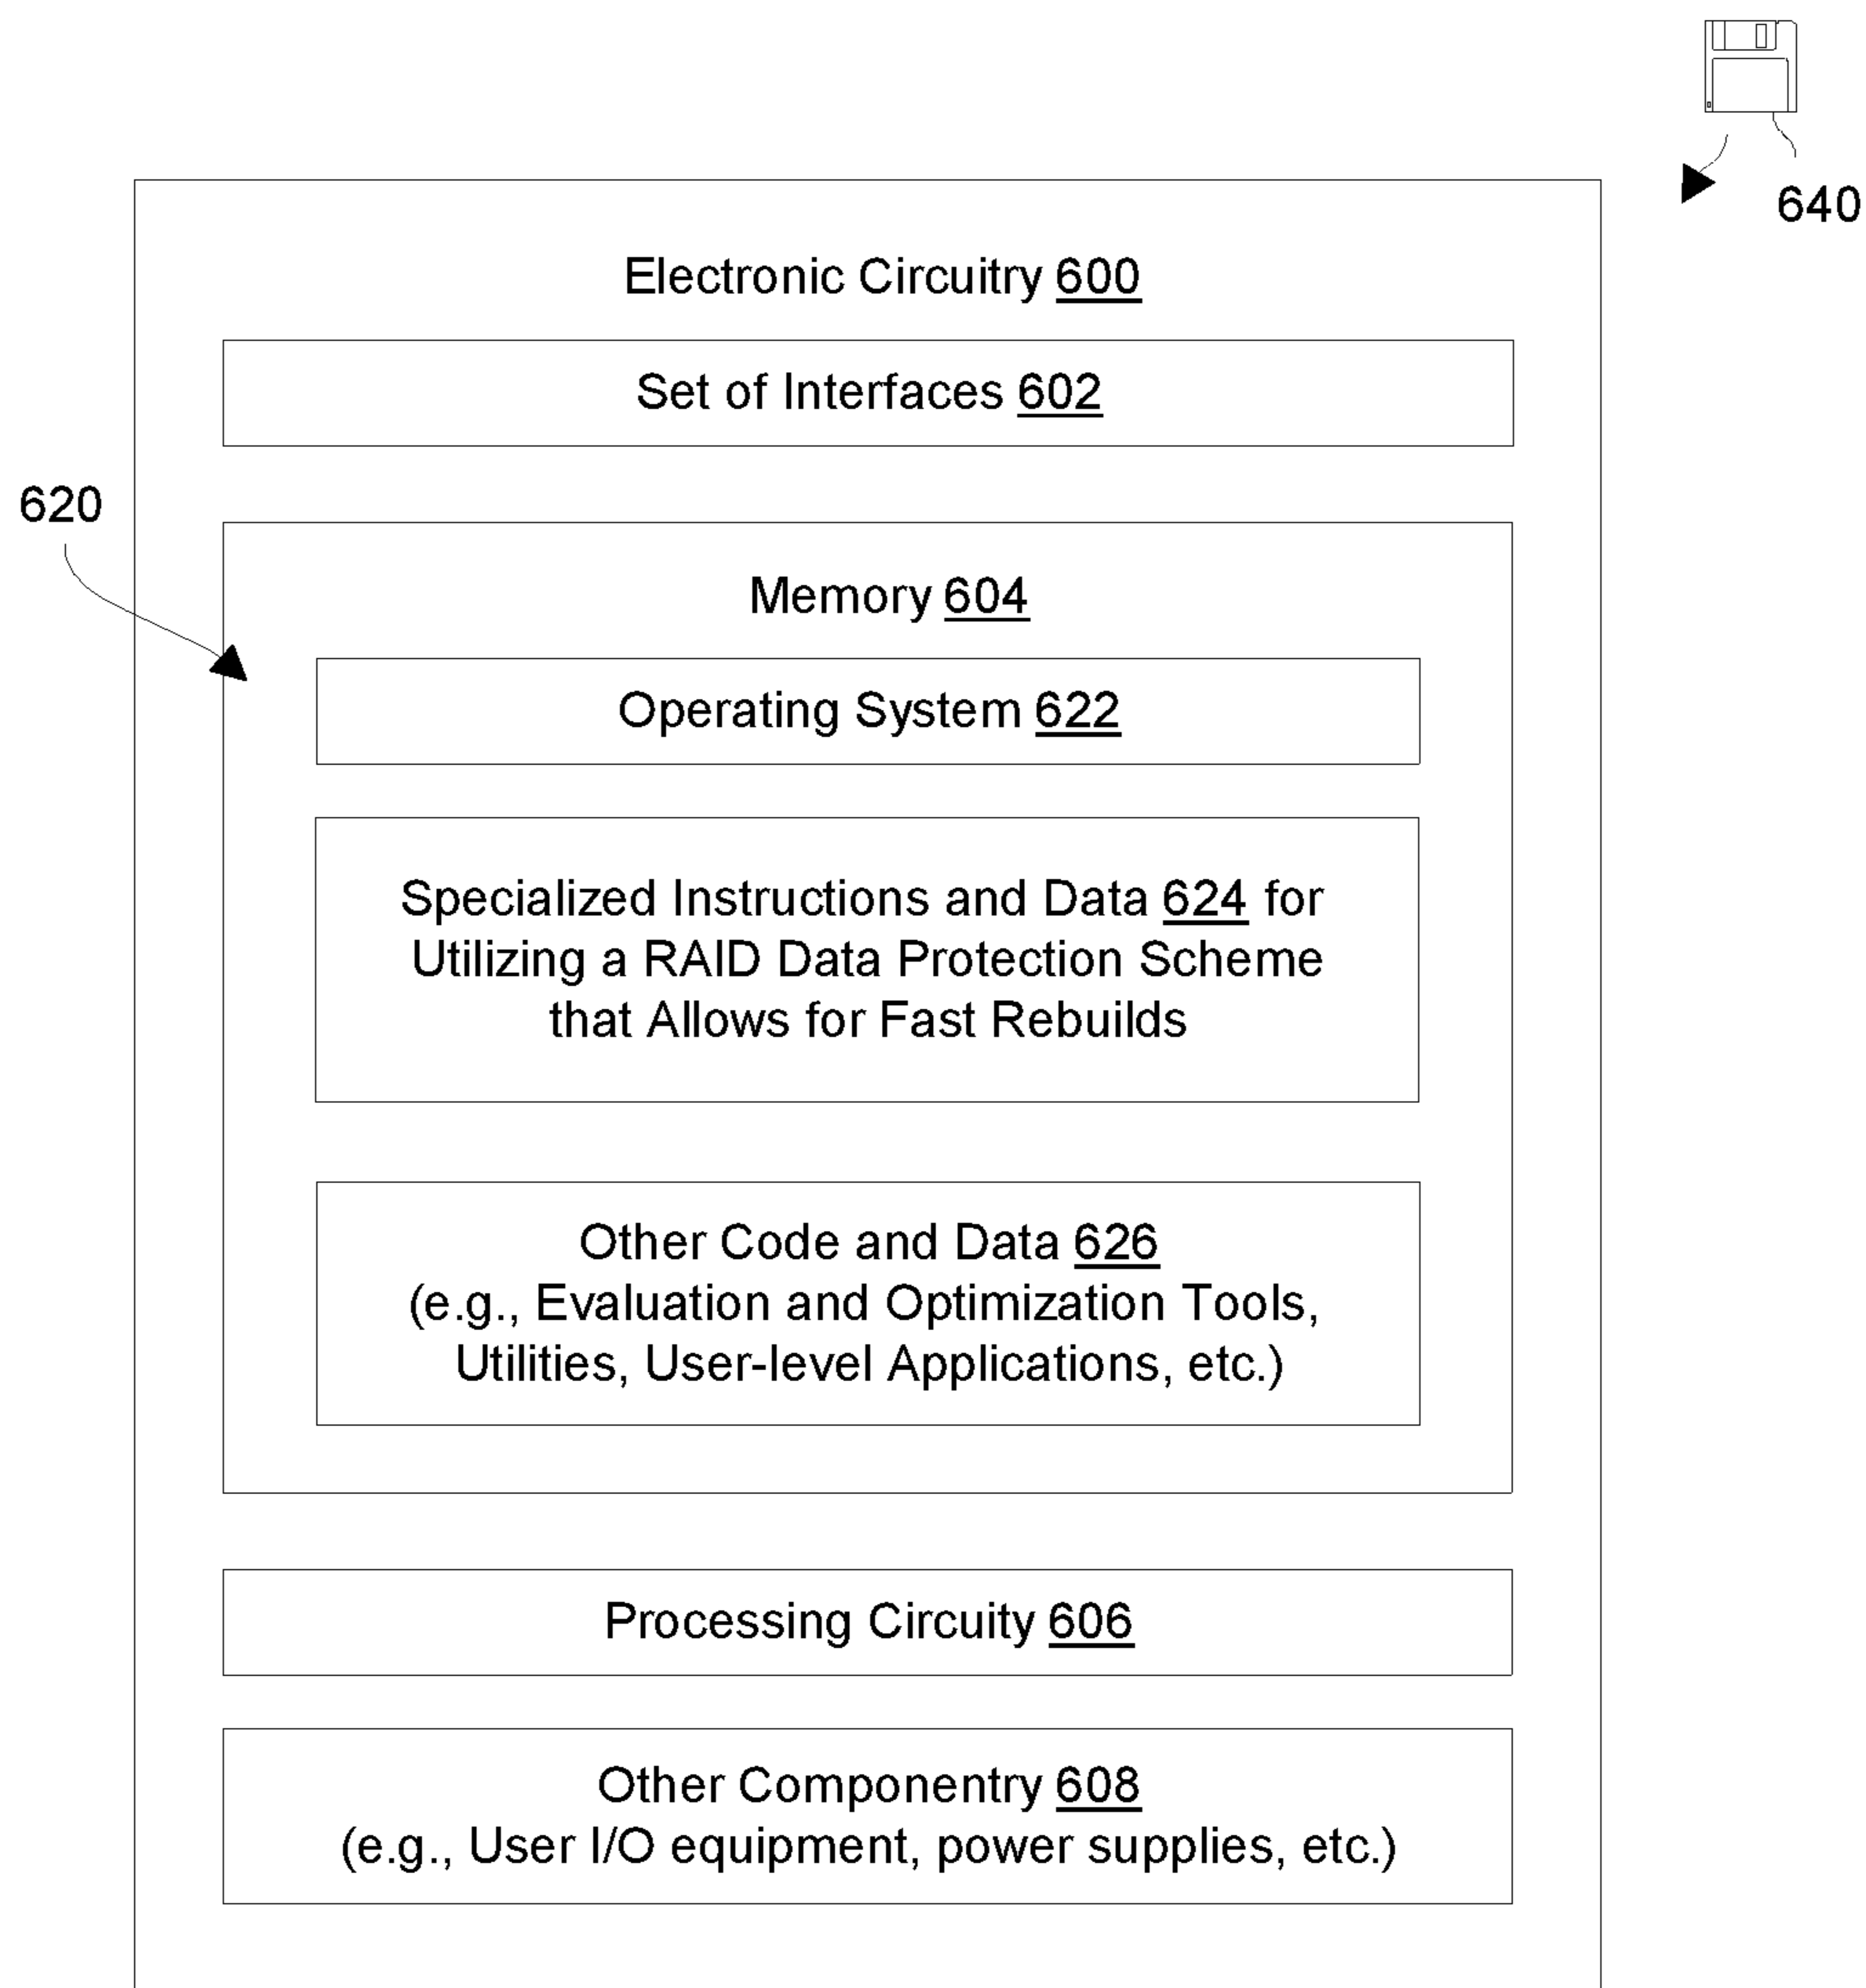 640
Electronic Circuitry 600
Set of Interfaces 602
620
Memory 604
Operating System 622
Specialized Instructions and Data 624 for
Utilizing a RAID Data Protection Scheme
that Allows for Fast Rebuilds
Other Code and Data 626
(e.g., Evaluation and Optimization Tools,
Utilities, User-level Applications, etc.)
Processing Circuity 606
Other Componentry 608
(e.g., User I/O equipment, power supplies, etc.)